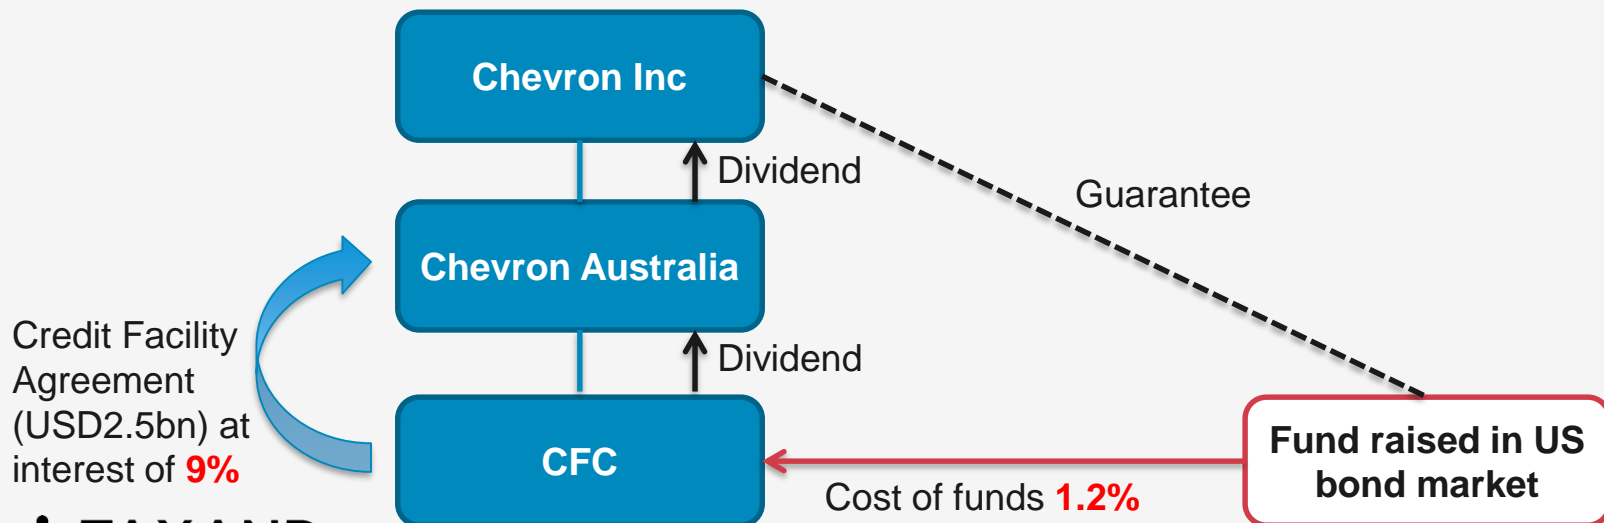 Chevron Inc
Dividend
Guarantee
Chevron Australia
Credit Facility
Agreement
(USD2.5bn) at
interest of 9%
Dividend
CFC
Cost of funds 1.2%
Fund raised in US
bond market